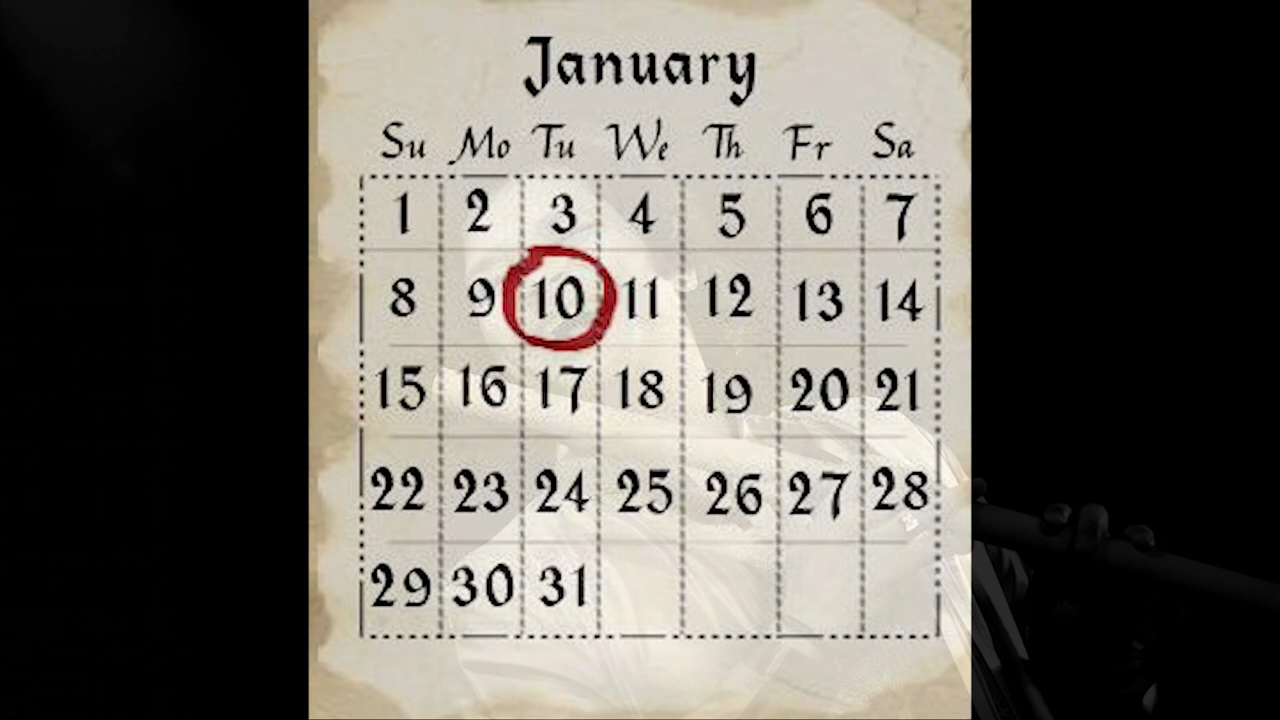 January
Su Mo Tu We Th Fr Sa
1 2 3 4 5 6 7
8 9 10 11 12 13 14
15 16 17 18 19 20 21
22 23 24 25 26 27 28
29 30 31